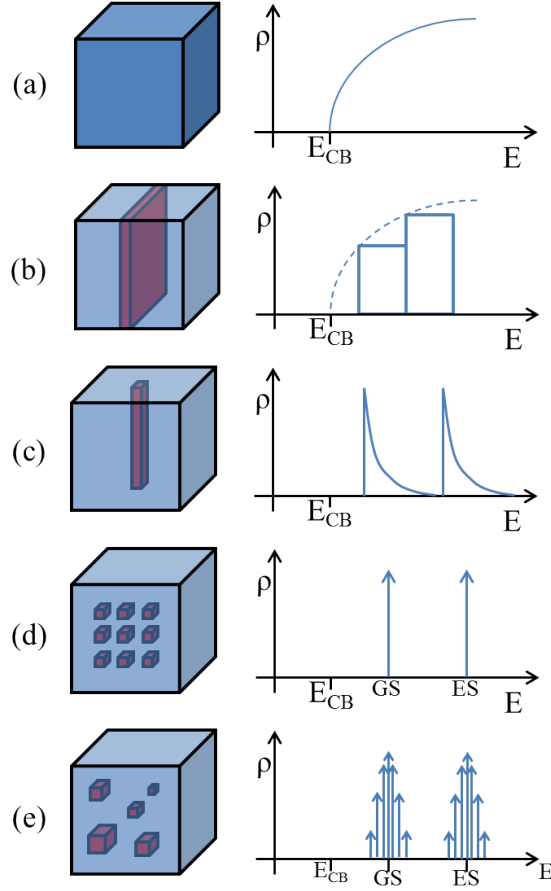 (a)
ρ
E_CB E
(b)
ρ
E_CB E
(c)
ρ
E_CB E
(d)
ρ
E_CB GS ES E
(e)
ρ
E_CB GS ES E